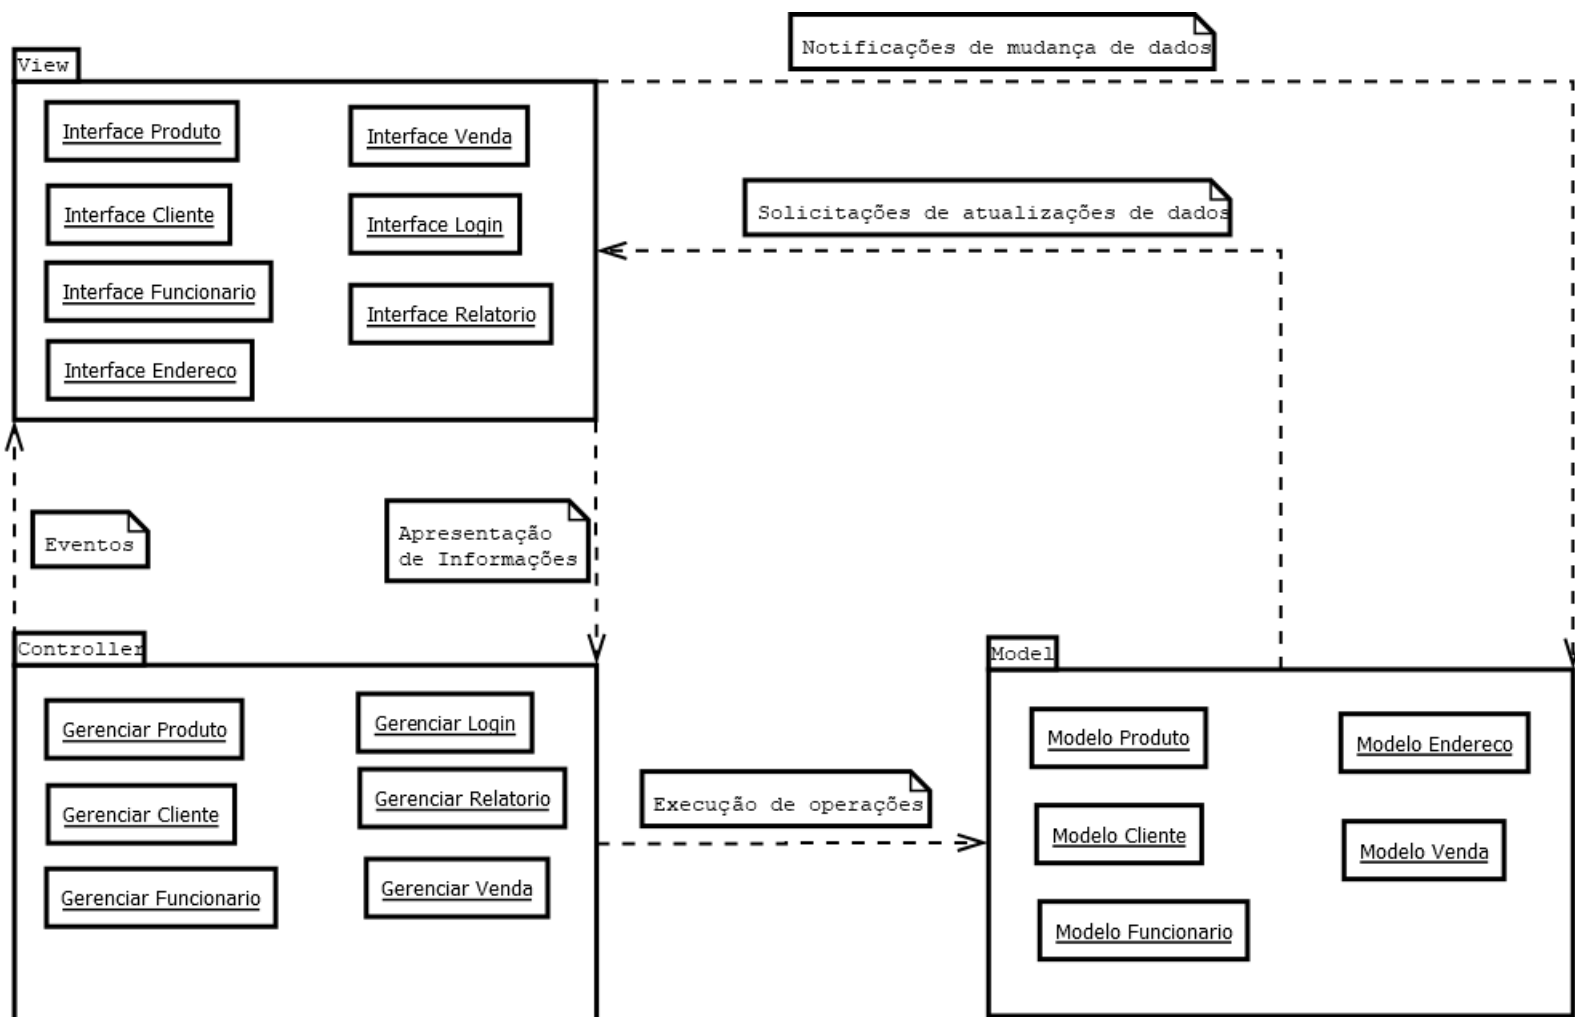 Notificações de mudança de dados
View
Interface Produto
Interface Venda
Interface Cliente
Interface Login
Interface Funcionario
Interface Relatorio
Interface Endereco
Solicitações de atualizações de dados
Eventos
Apresentação
de Informações
Controller
Gerenciar Produto
Gerenciar Login
Gerenciar Cliente
Gerenciar Relatorio
Gerenciar Funcionario
Gerenciar Venda
Execução de operações
Model
Modelo Produto
Modelo Endereco
Modelo Cliente
Modelo Venda
Modelo Funcionario